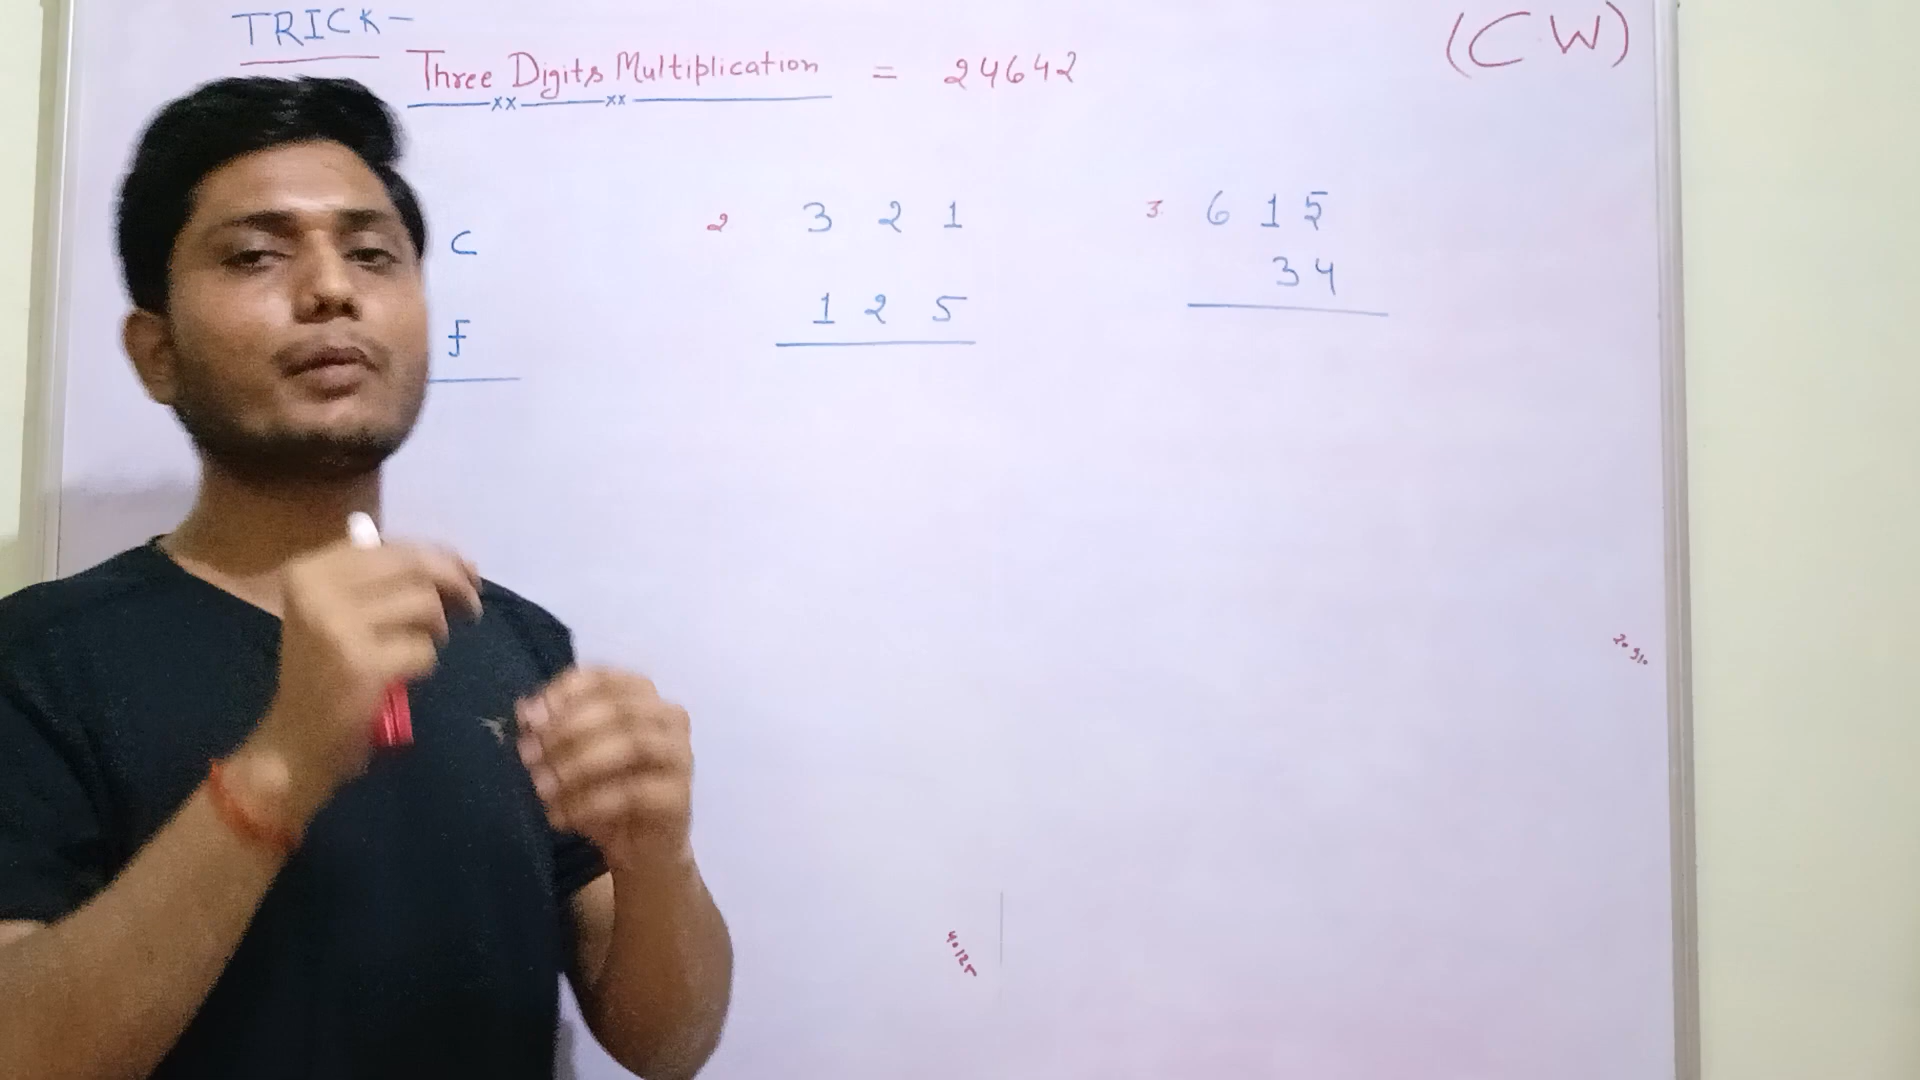 TRICK-
Three Digits Multiplication = 24642
(CW)
C
f
2 3 2 1
1 2 5
3. 6 1 5
3 4